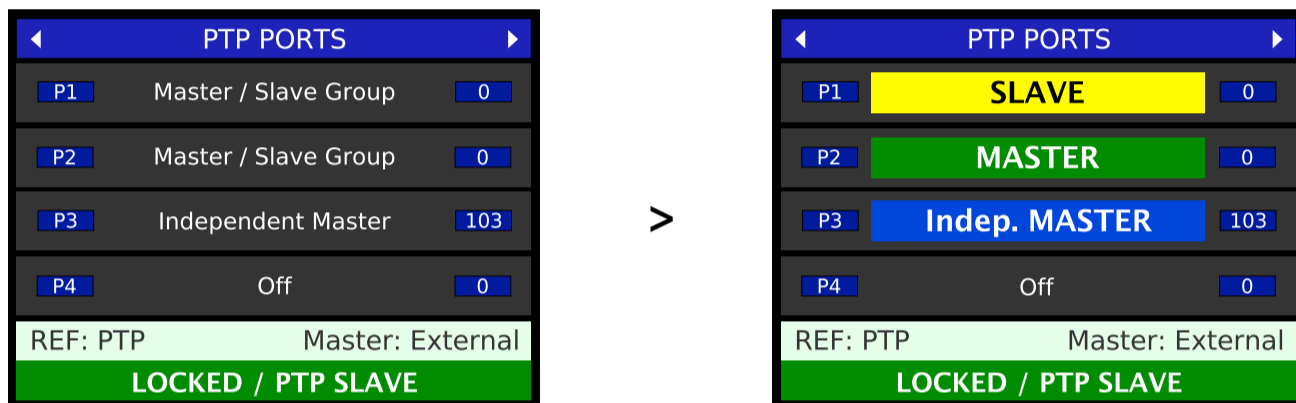 PTP PORTS
P1 Master / Slave Group 0
P2 Master / Slave Group 0
P3 Independent Master 103
P4 Off 0
REF: PTP Master: External
LOCKED / PTP SLAVE
>
PTP PORTS
P1 SLAVE 0
P2 MASTER 0
P3 Indep. MASTER 103
P4 Off 0
REF: PTP Master: External
LOCKED / PTP SLAVE